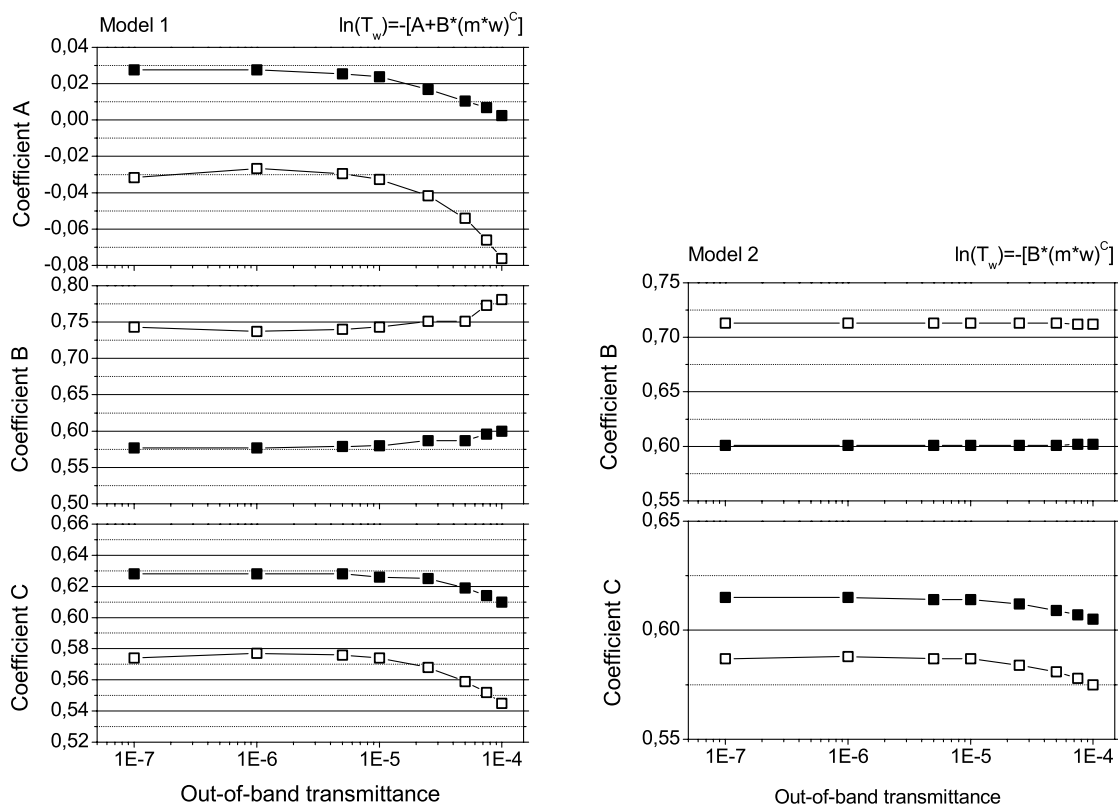 Model 1
ln(T_w)=-[A+B*(m*w)^C]
Coefficient A
0,04
0,02
0,00
-0,02
-0,04
-0,06
-0,08
Coefficient B
0,80
0,75
0,70
0,65
0,60
0,55
0,50
Coefficient C
0,66
0,64
0,62
0,60
0,58
0,56
0,54
0,52
1E-7 1E-6 1E-5 1E-4
Out-of-band transmittance
Model 2
ln(T_w)=-[B*(m*w)^C]
Coefficient B
0,75
0,70
0,65
0,60
0,55
Coefficient C
0,65
0,60
0,55
1E-7 1E-6 1E-5 1E-4
Out-of-band transmittance